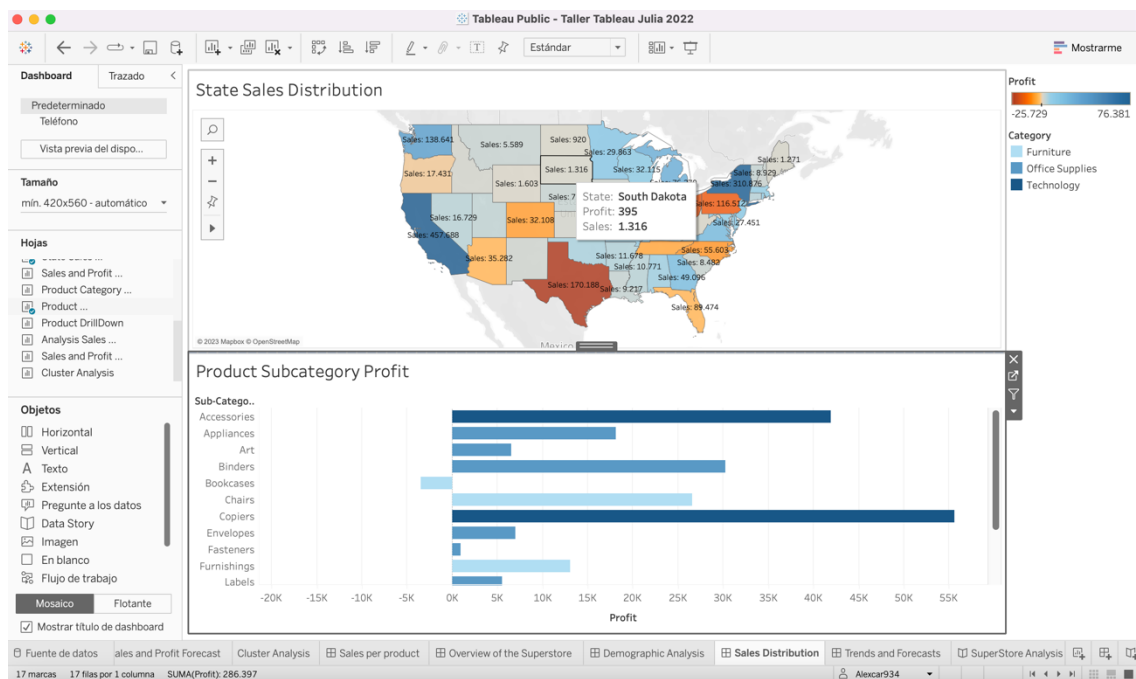 Tableau Public - Taller Tableau Julia 2022
Estándar
Mostrarme
Dashboard
Trazado
Predeterminado
Teléfono
Vista previa del dispo...
Tamaño
mín. 420x560 - automático
Hojas
Sales and Profit ...
Product Category ...
Product ...
Product DrillDown
Analysis Sales ...
Sales and Profit ...
Cluster Analysis
Objetos
Horizontal
Vertical
Texto
Extensión
Pregunte a los datos
Data Story
Imagen
En blanco
Flujo de trabajo
Mosaico
Flotante
Mostrar título de dashboard
State Sales Distribution
Sales: 138.641
Sales: 5.589
Sales: 920
Sales: 29.863
Sales: 1.271
Sales: 17.431
Sales: 1.316
Sales: 32.115
Sales: 8.929
Sales: 1.603
Sales: 310.876
Sales: 7
Sales: 116.512
Sales: 16.729
Sales: 32.108
Sales: 27.451
Sales: 457.688
Sales: 55.603
Sales: 35.282
Sales: 11.678
Sales: 8.482
Sales: 10.771
Sales: 49.096
Sales: 170.188
Sales: 9.217
Sales: 89.474
State: South Dakota
Profit: 395
Sales: 1.316
Mexico
© 2023 Mapbox © OpenStreetMap
Profit
-25.729 76.381
Category
Furniture
Office Supplies
Technology
Product Subcategory Profit
Sub-Catego..
Accessories
Appliances
Art
Binders
Bookcases
Chairs
Copiers
Envelopes
Fasteners
Furnishings
Labels
-20K -15K -10K -5K 0K 5K 10K 15K 20K 25K 30K 35K 40K 45K 50K 55K
Profit
Fuente de datos
ales and Profit Forecast
Cluster Analysis
Sales per product
Overview of the Superstore
Demographic Analysis
Sales Distribution
Trends and Forecasts
SuperStore Analysis
17 marcas 17 filas por 1 columna SUMA(Profit): 286.397
Alexcar934